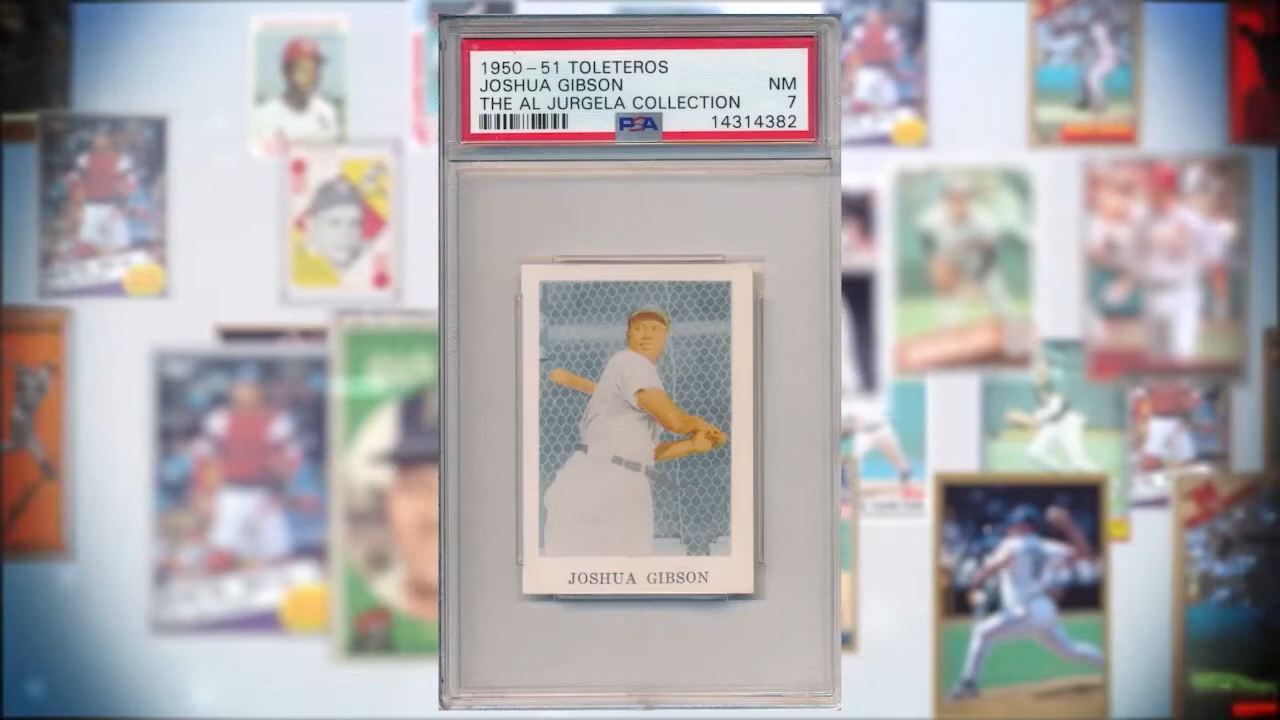 1950-51 TOLETEROS
JOSHUA GIBSON NM
THE AL JURGELA COLLECTION 7
PSA 14314382
JOSHUA GIBSON